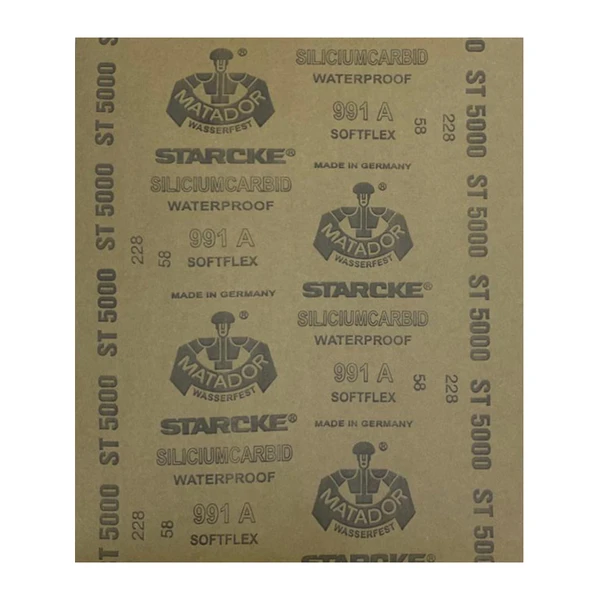 ST 5000
ST 5000
ST 5000
ST 5000
MATADOR®
WASSERFEST
STARCKE®
SILICIUMCARBID
WATERPROOF
991 A
SOFTFLEX
228
58
MADE IN GERMANY
MATADOR®
WASSERFEST
STARCKE®
SILICIUMCARBID
WATERPROOF
991 A
SOFTFLEX
228
58
SILICIUMCARBID
WATERPROOF
991 A
SOFTFLEX
58
228
MADE IN GERMANY
MATADOR®
WASSERFEST
STARCKE®
SILICIUMCARBID
WATERPROOF
991 A
SOFTFLEX
58
228
MADE IN GERMANY
MATADOR®
WASSERFEST
STARCKE®
ST 5000
ST 5000
ST 5000
ST 500